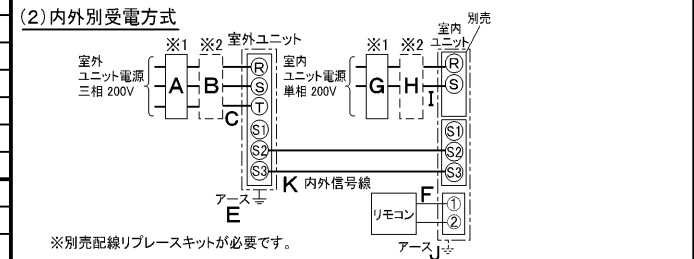 (2)内外別受電方式
※1 ※2 室外ユニット
室外
ユニット電源
三相 200V
A
B
C
R
S
T
S1
S2
S3
アース
E
※1 ※2
室内
ユニット
別売
室内
ユニット電源
単相 200V
G
H
I
R
S
S1
S2
S3
K 内外信号線
F
リモコン
①
②
アース J
※別売配線リプレースキットが必要です。